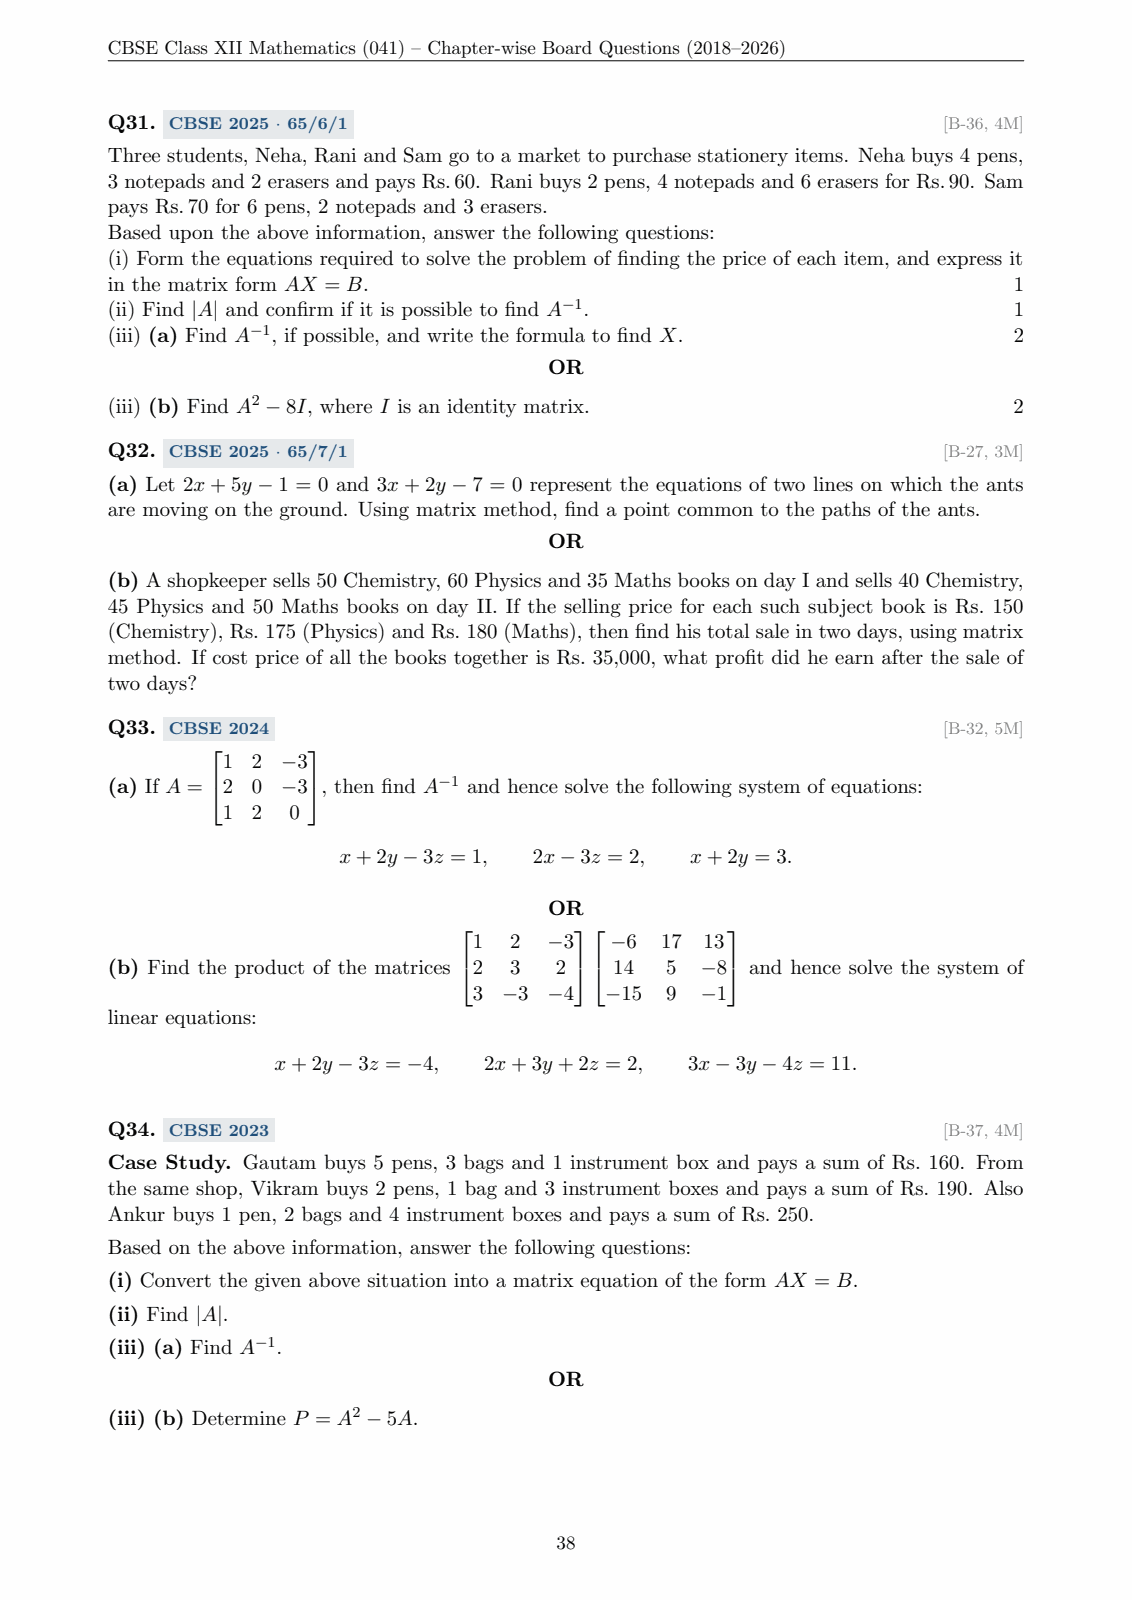 CBSE Class XII Mathematics (041) – Chapter-wise Board Questions (2018–2026)
Q31. CBSE 2025 · 65/6/1 [B-36, 4M]
Three students, Neha, Rani and Sam go to a market to purchase stationery items. Neha buys 4 pens,
3 notepads and 2 erasers and pays Rs. 60. Rani buys 2 pens, 4 notepads and 6 erasers for Rs. 90. Sam
pays Rs. 70 for 6 pens, 2 notepads and 3 erasers.
Based upon the above information, answer the following questions:
(i) Form the equations required to solve the problem of finding the price of each item, and express it
in the matrix form AX = B. 1
(ii) Find |A| and confirm if it is possible to find A⁻¹. 1
(iii) (a) Find A⁻¹, if possible, and write the formula to find X. 2
OR
(iii) (b) Find A² − 8I, where I is an identity matrix. 2
Q32. CBSE 2025 · 65/7/1 [B-27, 3M]
(a) Let 2x + 5y − 1 = 0 and 3x + 2y − 7 = 0 represent the equations of two lines on which the ants
are moving on the ground. Using matrix method, find a point common to the paths of the ants.
OR
(b) A shopkeeper sells 50 Chemistry, 60 Physics and 35 Maths books on day I and sells 40 Chemistry,
45 Physics and 50 Maths books on day II. If the selling price for each such subject book is Rs. 150
(Chemistry), Rs. 175 (Physics) and Rs. 180 (Maths), then find his total sale in two days, using matrix
method. If cost price of all the books together is Rs. 35,000, what profit did he earn after the sale of
two days?
Q33. CBSE 2024 [B-32, 5M]
1 2 −3
(a) If A = [2 0 −3], then find A⁻¹ and hence solve the following system of equations:
1 2 0
x + 2y − 3z = 1, 2x − 3z = 2, x + 2y = 3.
OR
1 2 −3 −6 17 13
(b) Find the product of the matrices [2 3 2] [14 5 −8] and hence solve the system of
3 −3 −4 −15 9 −1
linear equations:
x + 2y − 3z = −4, 2x + 3y + 2z = 2, 3x − 3y − 4z = 11.
Q34. CBSE 2023 [B-37, 4M]
Case Study. Gautam buys 5 pens, 3 bags and 1 instrument box and pays a sum of Rs. 160. From
the same shop, Vikram buys 2 pens, 1 bag and 3 instrument boxes and pays a sum of Rs. 190. Also
Ankur buys 1 pen, 2 bags and 4 instrument boxes and pays a sum of Rs. 250.
Based on the above information, answer the following questions:
(i) Convert the given above situation into a matrix equation of the form AX = B.
(ii) Find |A|.
(iii) (a) Find A⁻¹.
OR
(iii) (b) Determine P = A² − 5A.
38